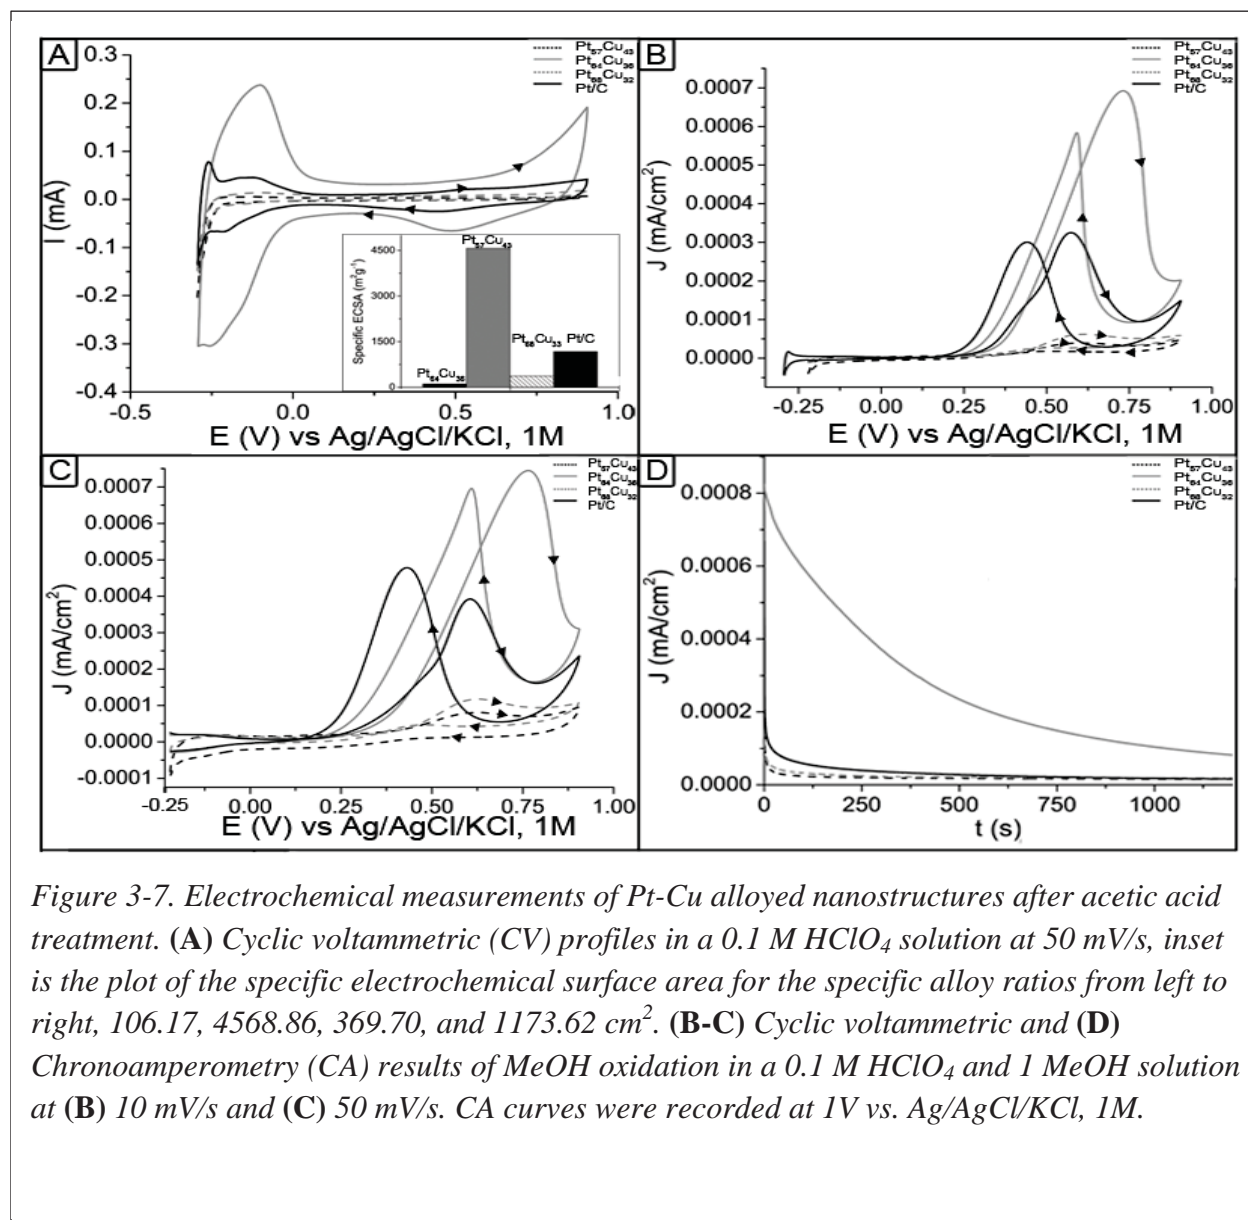 A
0.3
0.2
0.1
0.0
-0.1
-0.2
-0.3
-0.4
I (mA)
-0.5
0.0
0.5
1.0
E (V) vs Ag/AgCl/KCl, 1M
Pt57Cu43
Pt64Cu36
Pt68Cu32
Pt/C
Specific ECSA (m²g⁻¹)
4500
3000
1500
0
Pt64Cu36
Pt57Cu43
Pt68Cu33
Pt/C
B
0.0007
0.0006
0.0005
0.0004
0.0003
0.0002
0.0001
0.0000
J (mA/cm²)
-0.25
0.00
0.25
0.50
0.75
1.00
E (V) vs Ag/AgCl/KCl, 1M
Pt57Cu43
Pt64Cu36
Pt68Cu32
Pt/C
C
0.0007
0.0006
0.0005
0.0004
0.0003
0.0002
0.0001
0.0000
-0.0001
J (mA/cm²)
-0.25
0.00
0.25
0.50
0.75
1.00
E (V) vs Ag/AgCl/KCl, 1M
Pt57Cu43
Pt64Cu36
Pt68Cu32
Pt/C
D
0.0008
0.0006
0.0004
0.0002
0.0000
J (mA/cm²)
0
250
500
750
1000
t (s)
Pt57Cu43
Pt64Cu36
Pt68Cu32
Pt/C
Figure 3-7. Electrochemical measurements of Pt-Cu alloyed nanostructures after acetic acid
treatment. (A) Cyclic voltammetric (CV) profiles in a 0.1 M HClO4 solution at 50 mV/s, inset
is the plot of the specific electrochemical surface area for the specific alloy ratios from left to
right, 106.17, 4568.86, 369.70, and 1173.62 cm². (B-C) Cyclic voltammetric and (D)
Chronoamperometry (CA) results of MeOH oxidation in a 0.1 M HClO4 and 1 MeOH solution
at (B) 10 mV/s and (C) 50 mV/s. CA curves were recorded at 1V vs. Ag/AgCl/KCl, 1M.